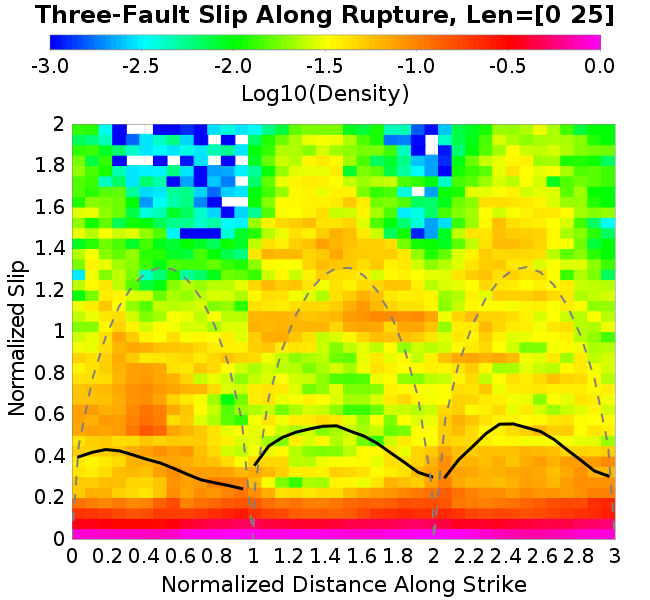 Three-Fault Slip Along Rupture, Len=[0 25]
-3.0 -2.5 -2.0 -1.5 -1.0 -0.5 0.0
Log10(Density)
2
1.8
1.6
1.4
1.2
1
0.8
0.6
0.4
0.2
0
Normalized Slip
0 0.2 0.4 0.6 0.8 1 1.2 1.4 1.6 1.8 2 2.2 2.4 2.6 2.8 3
Normalized Distance Along Strike